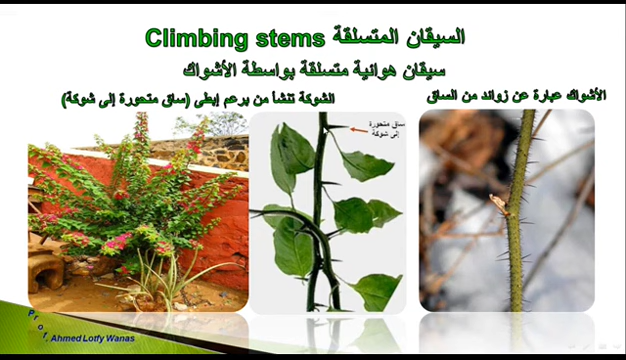 السيقان المتسلقة Climbing stems
سيقان هوائية متسلقة بواسطة الأشواك
الأشواك عبارة عن زوائد من الساق
الشوكة تنشأ من برعم إبطى (ساق متحورة إلى شوكة)
ساق متحورة
إلى شوكة
Prof. Ahmed Lotfy Wanas